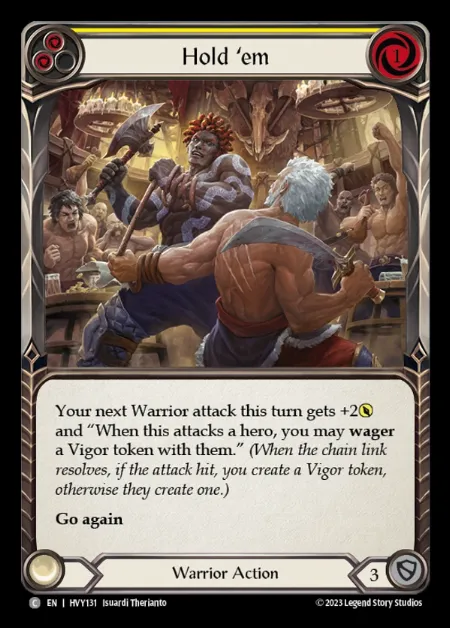 Hold ‘em
1
Your next Warrior attack this turn gets +2
and “When this attacks a hero, you may wager
a Vigor token with them.” (When the chain link
resolves, if the attack hit, you create a Vigor token,
otherwise they create one.)
Go again
Warrior Action
3
C EN | HVY131 Isuardi Therianto
© 2023 Legend Story Studios